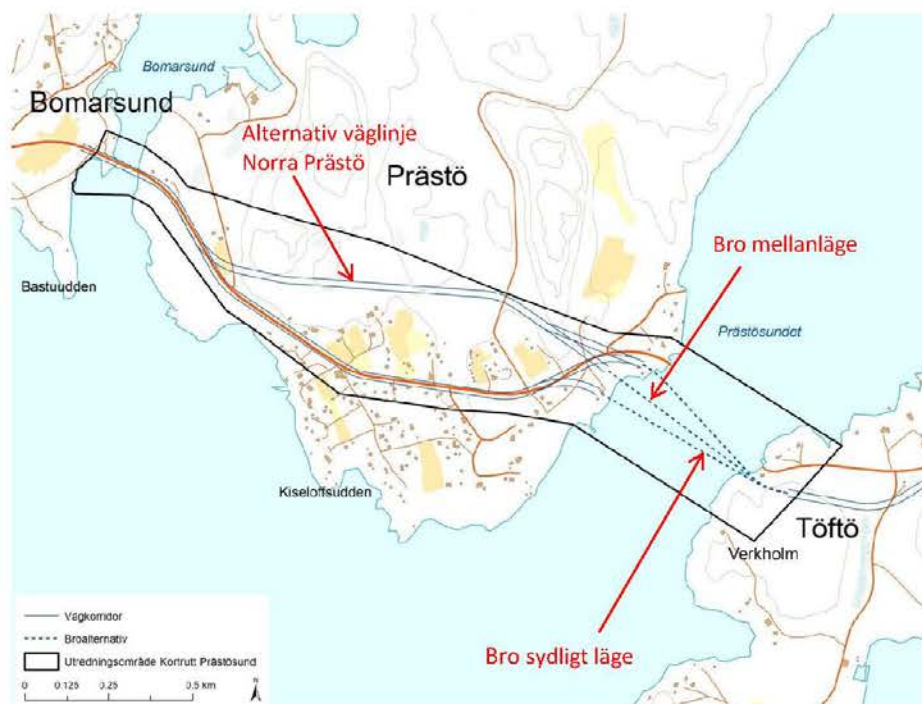 Bomarsund
Bomarsund
Alternativ väglinje
Norra Prästö
Prästö
Bro mellanläge
Bastuudden
Prästösundet
Kiseloffsudden
Töftö
Verkholm
Bro sydligt läge
Vägkorridor
Broalternativ
Utredningsområde Kortrutt Prästösund
0 0.125 0.25 0.5 km
N